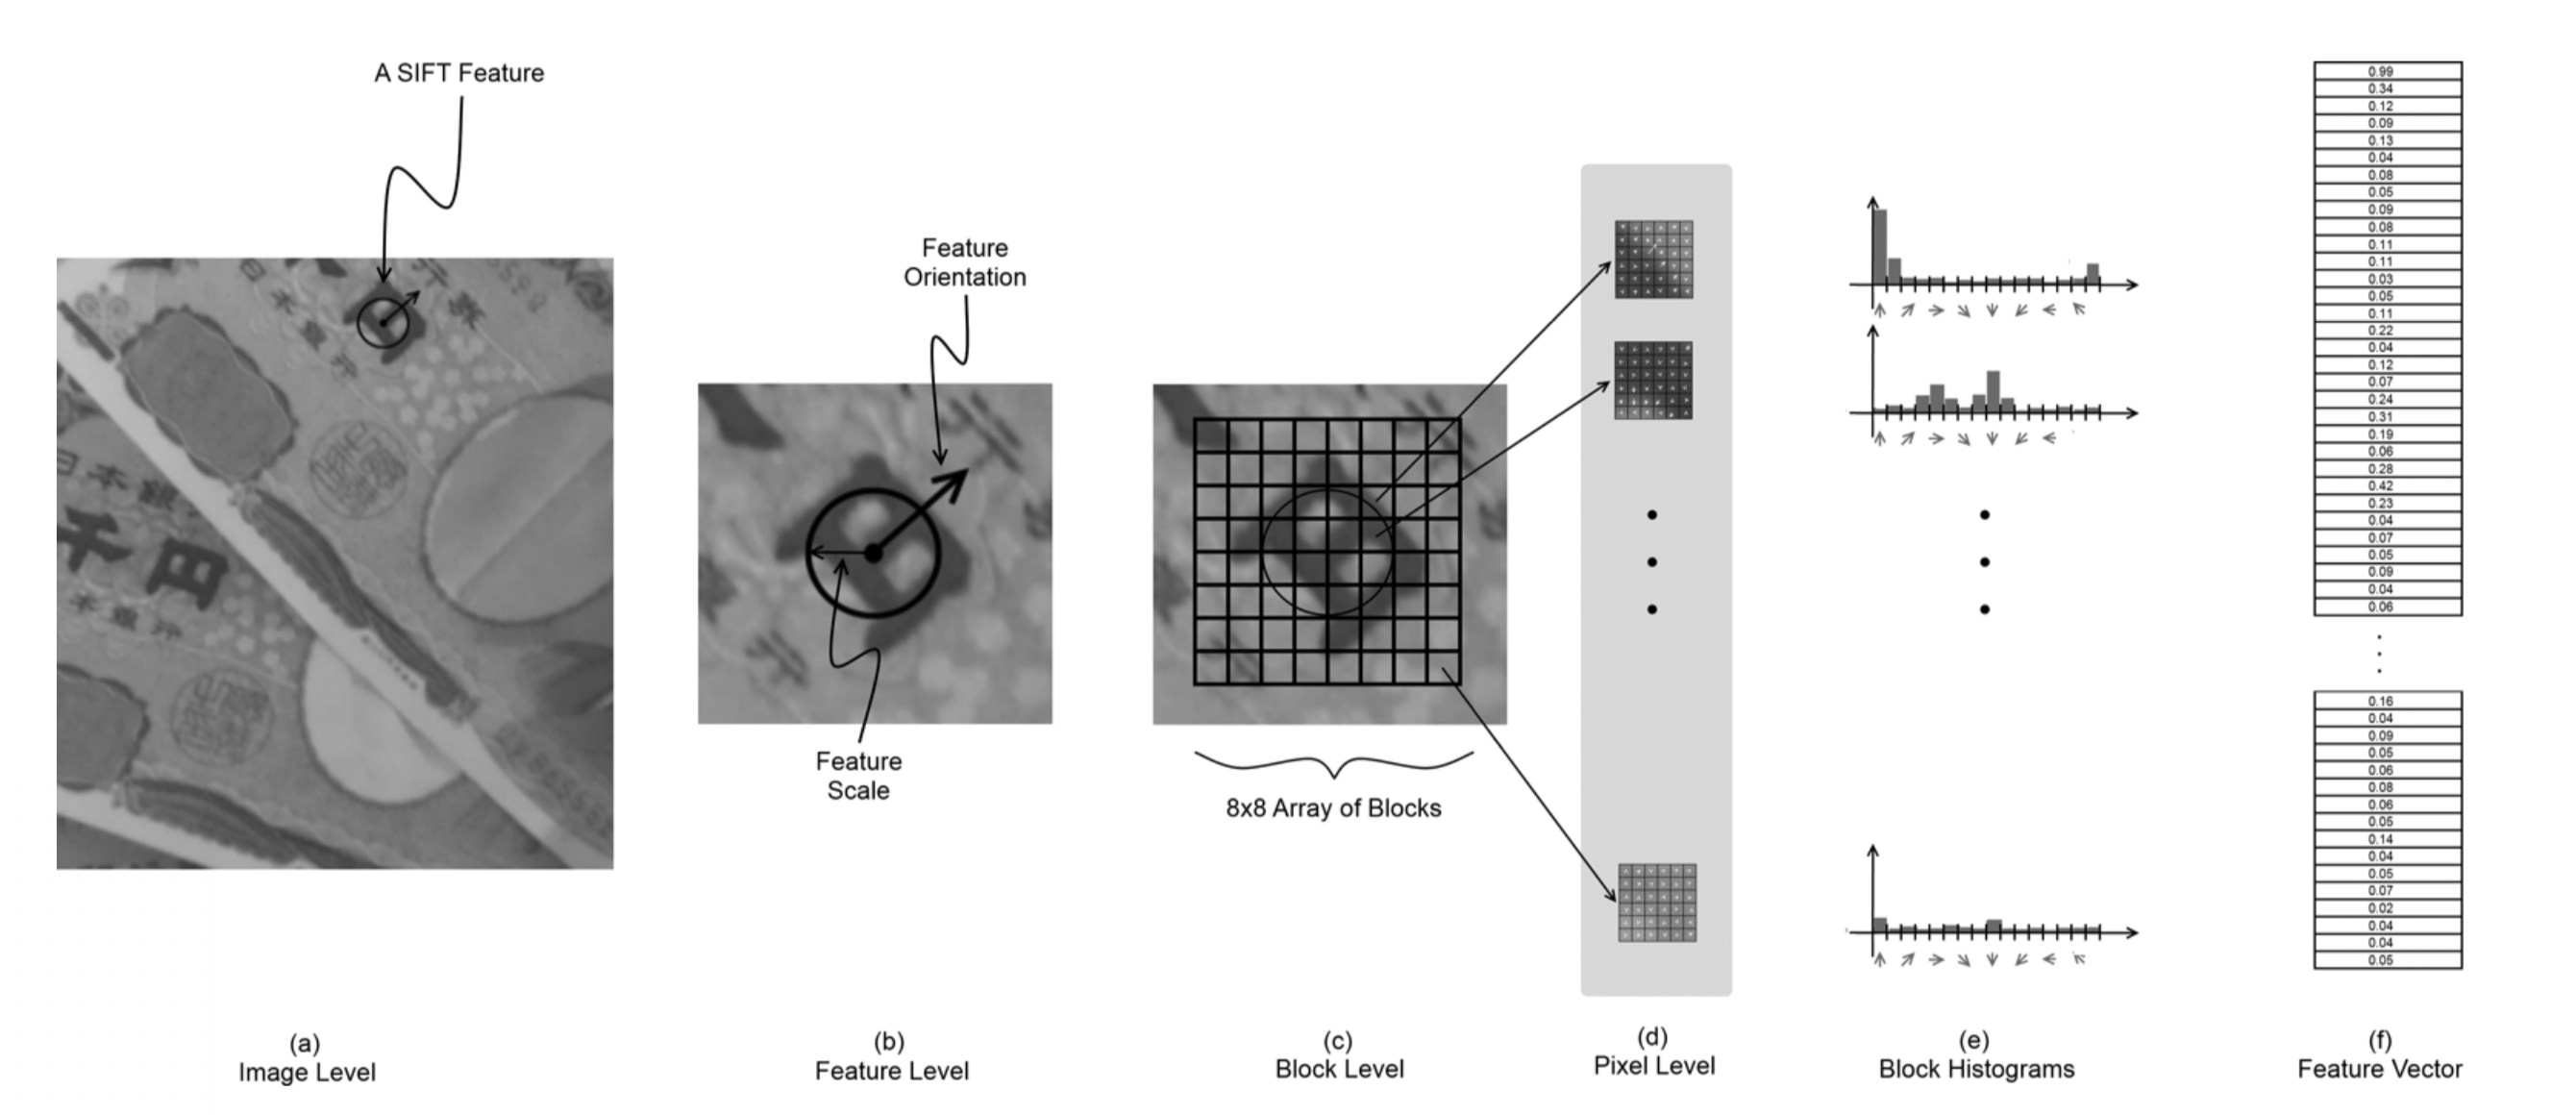 A SIFT Feature
Feature
Orientation
Feature
Scale
8x8 Array of Blocks
0.99
0.34
0.12
0.09
0.13
0.04
0.08
0.05
0.09
0.08
0.11
0.11
0.03
0.05
0.11
0.22
0.04
0.12
0.07
0.24
0.31
0.19
0.06
0.28
0.42
0.23
0.04
0.07
0.05
0.09
0.04
0.06
0.16
0.04
0.09
0.05
0.06
0.08
0.06
0.05
0.14
0.04
0.05
0.07
0.02
0.04
0.04
0.05
(a)
Image Level
(b)
Feature Level
(c)
Block Level
(d)
Pixel Level
(e)
Block Histograms
(f)
Feature Vector